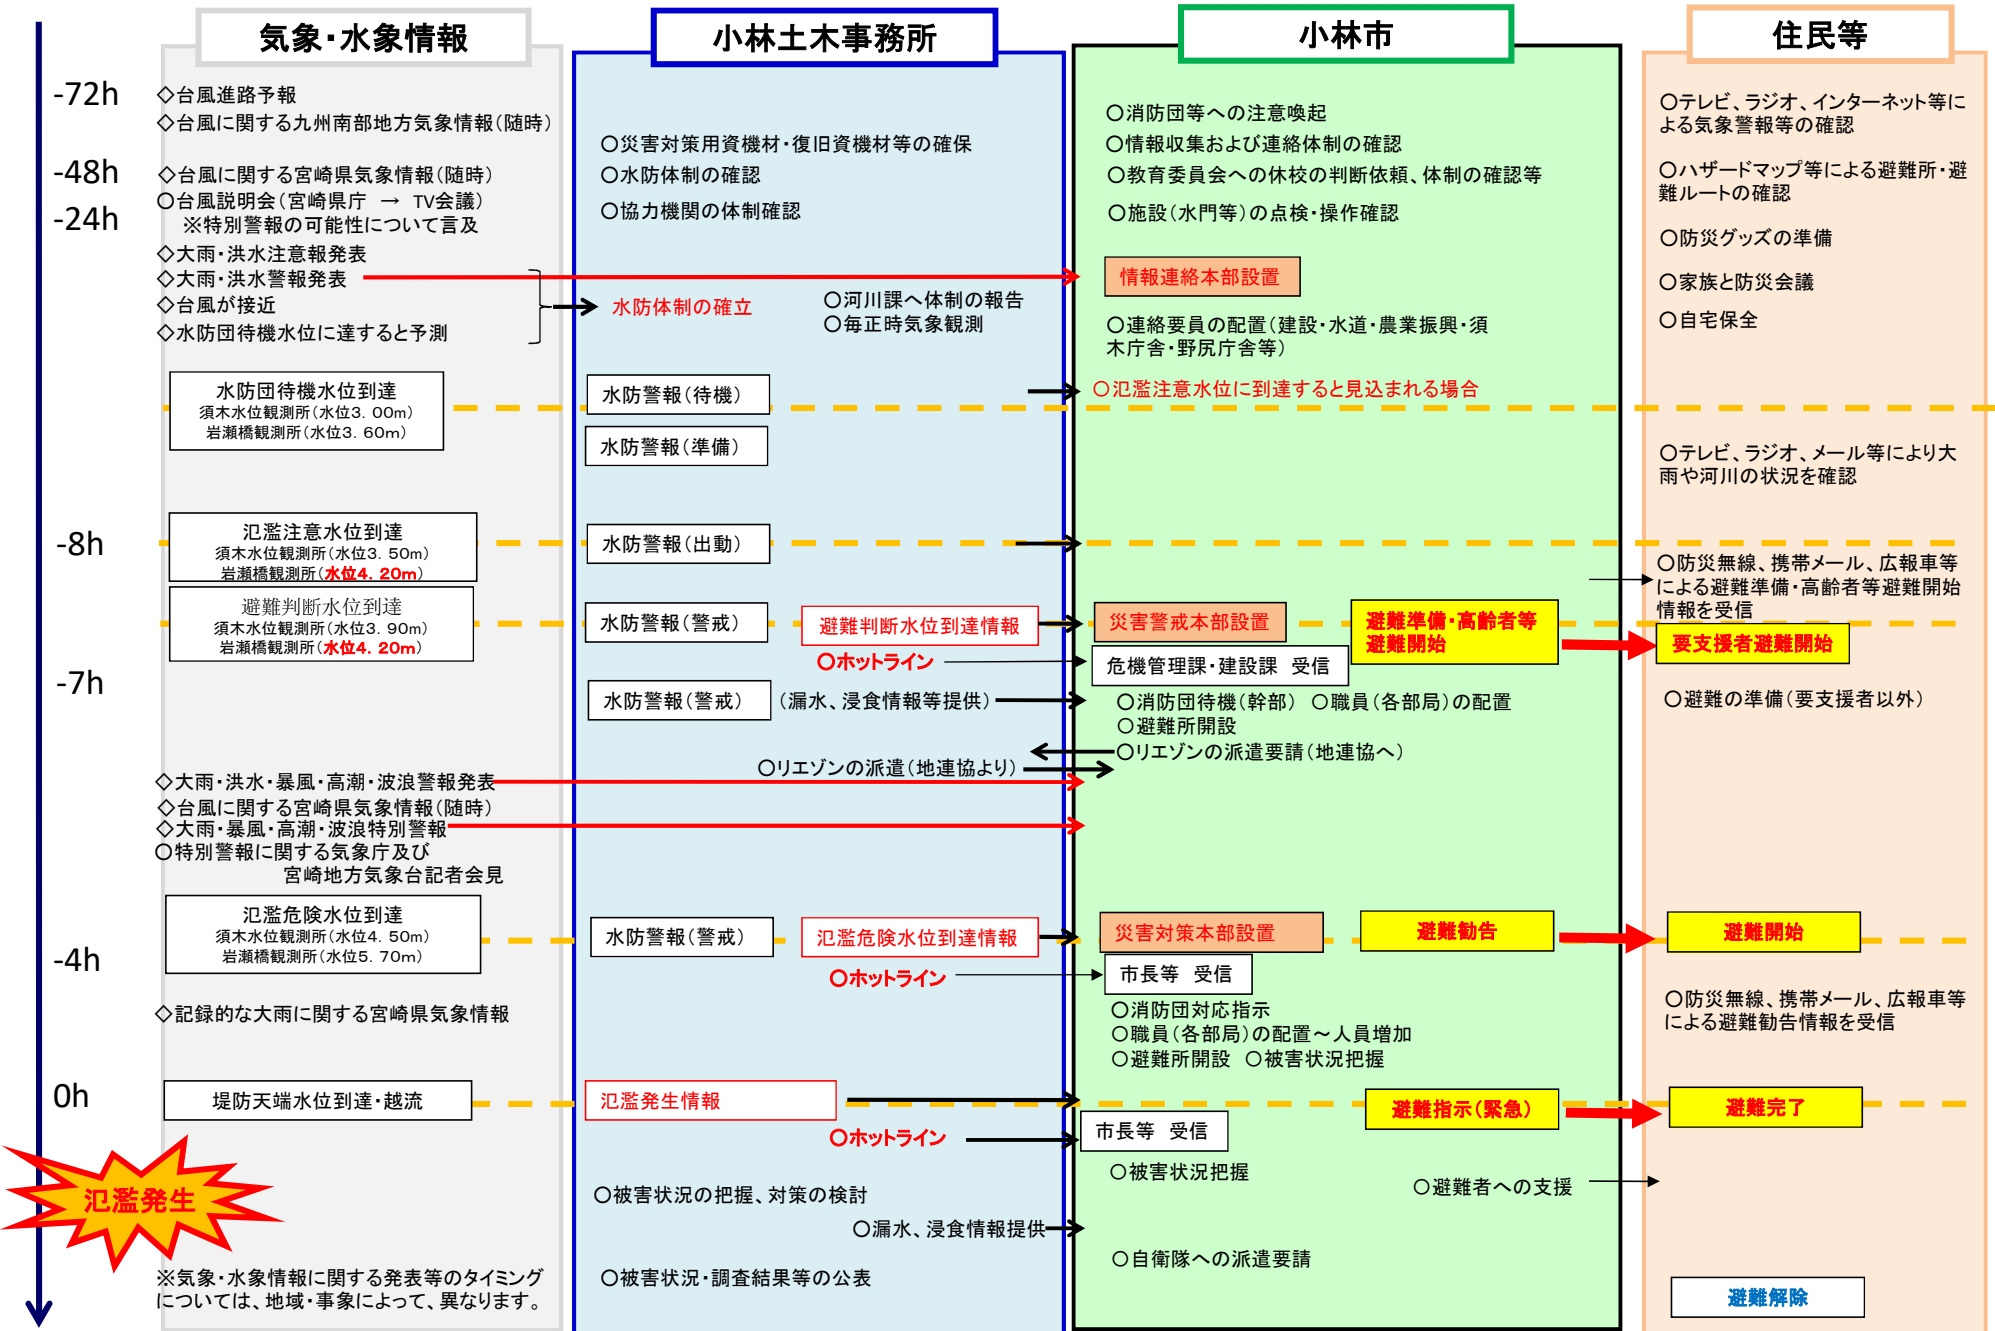 気象・水象情報
小林土木事務所
小林市
住民等
-72h
-48h
-24h
-8h
-7h
-4h
0h
氾濫発生
◇台風進路予報
◇台風に関する九州南部地方気象情報(随時)
◇台風に関する宮崎県気象情報(随時)
○台風説明会(宮崎県庁 → TV会議)
※特別警報の可能性について言及
◇大雨・洪水注意報発表
◇大雨・洪水警報発表
◇台風が接近
◇水防団待機水位に達すると予測
水防団待機水位到達
須木水位観測所(水位3．00m)
岩瀬橋観測所(水位3．60m)
氾濫注意水位到達
須木水位観測所(水位3．50m)
岩瀬橋観測所(水位4．20m)
避難判断水位到達
須木水位観測所(水位3．90m)
岩瀬橋観測所(水位4．20m)
◇大雨・洪水・暴風・高潮・波浪警報発表
◇台風に関する宮崎県気象情報(随時)
◇大雨・暴風・高潮・波浪特別警報
○特別警報に関する気象庁及び
宮崎地方気象台記者会見
氾濫危険水位到達
須木水位観測所(水位4．50m)
岩瀬橋観測所(水位5．70m)
◇記録的な大雨に関する宮崎県気象情報
堤防天端水位到達・越流
※気象・水象情報に関する発表等のタイミング
については、地域・事象によって、異なります。
○災害対策用資機材・復旧資機材等の確保
○水防体制の確認
○協力機関の体制確認
水防体制の確立
○河川課へ体制の報告
○毎正時気象観測
水防警報(待機)
水防警報(準備)
水防警報(出動)
水防警報(警戒)
避難判断水位到達情報
○ホットライン
水防警報(警戒)
(漏水、浸食情報等提供)
○リエゾンの派遣(地連協より)
水防警報(警戒)
氾濫危険水位到達情報
○ホットライン
氾濫発生情報
○ホットライン
○被害状況の把握、対策の検討
○漏水、浸食情報提供
○被害状況・調査結果等の公表
○消防団等への注意喚起
○情報収集および連絡体制の確認
○教育委員会への休校の判断依頼、体制の確認等
○施設(水門等)の点検・操作確認
情報連絡本部設置
○連絡要員の配置(建設・水道・農業振興・須
木庁舎・野尻庁舎等)
○氾濫注意水位に到達すると見込まれる場合
災害警戒本部設置
避難準備・高齢者等
避難開始
危機管理課・建設課 受信
○消防団待機(幹部) ○職員(各部局)の配置
○避難所開設
○リエゾンの派遣要請(地連協へ)
災害対策本部設置
避難勧告
市長等 受信
○消防団対応指示
○職員(各部局)の配置～人員増加
○避難所開設 ○被害状況把握
避難指示(緊急)
市長等 受信
○被害状況把握
○避難者への支援
○自衛隊への派遣要請
○テレビ、ラジオ、インターネット等に
よる気象警報等の確認
○ハザードマップ等による避難所・避
難ルートの確認
○防災グッズの準備
○家族と防災会議
○自宅保全
○テレビ、ラジオ、メール等により大
雨や河川の状況を確認
○防災無線、携帯メール、広報車等
による避難準備・高齢者等避難開始
情報を受信
要支援者避難開始
○避難の準備(要支援者以外)
避難開始
○防災無線、携帯メール、広報車等
による避難勧告情報を受信
避難完了
避難解除